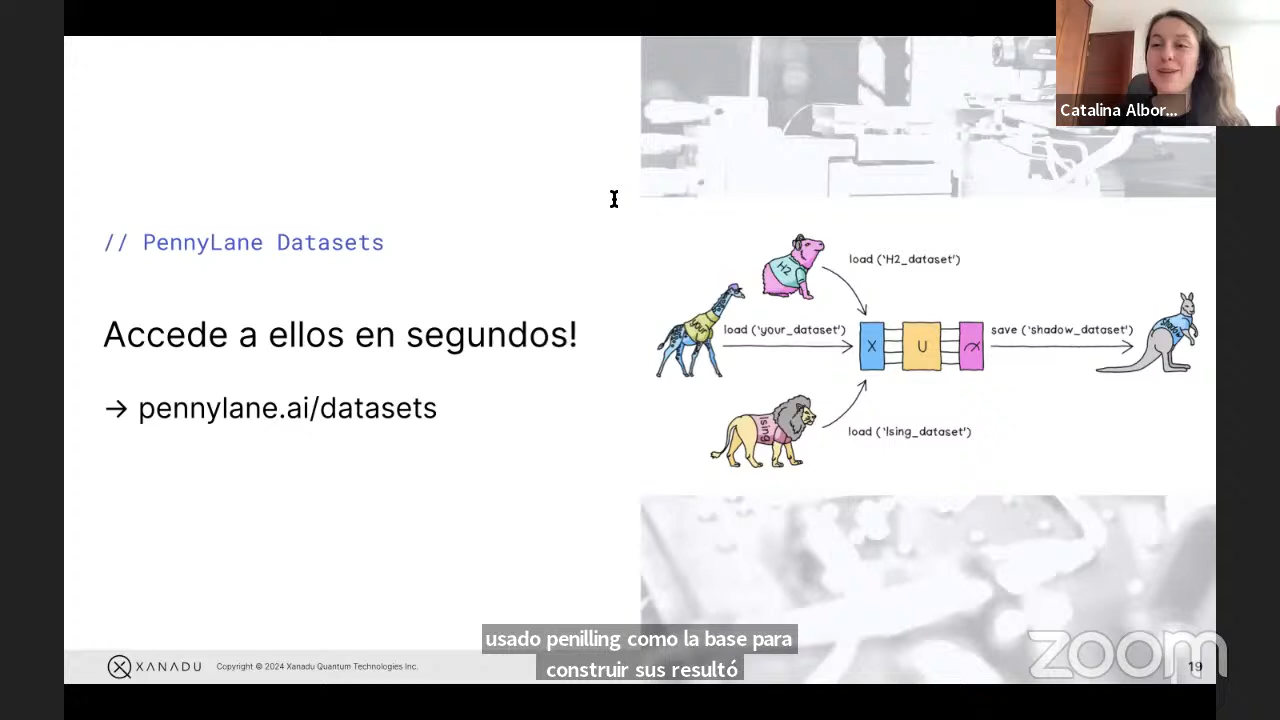 Catalina Albor...
// PennyLane Datasets
Accede a ellos en segundos!
→ pennylane.ai/datasets
H2
load ('H2_dataset')
your
load ('your_dataset')
X
U
save ('shadow_dataset')
shadow
Ising
load ('Ising_dataset')
usado penilling como la base para
construir sus resultó
XANADU
Copyright © 2024 Xanadu Quantum Technologies Inc.
zoom
19